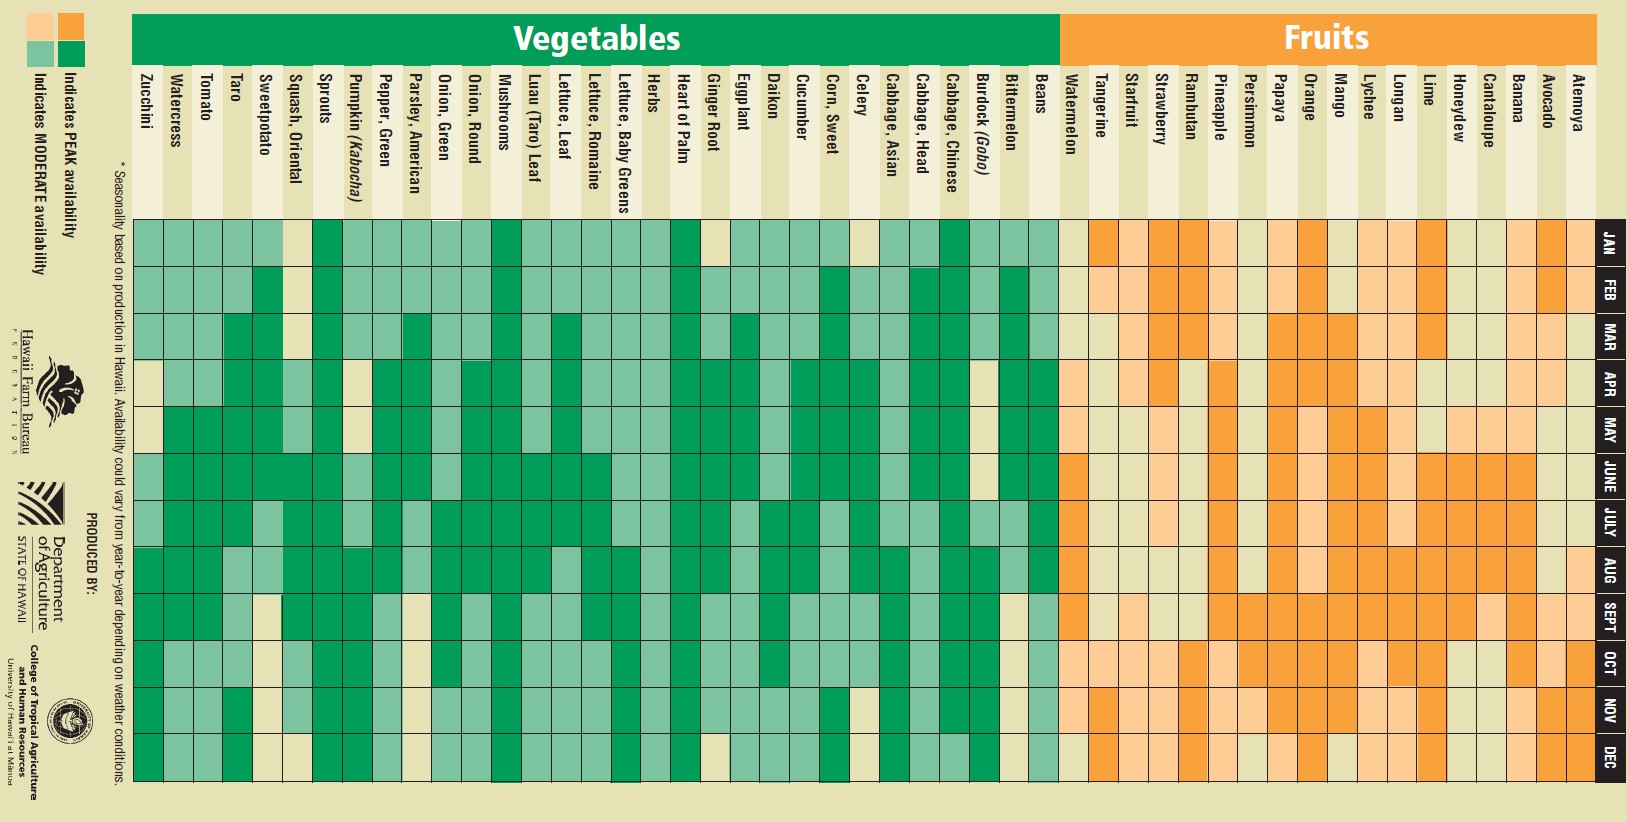 JAN FEB MAR APR MAY JUNE JULY AUG SEPT OCT NOV DEC
Fruits
Atemoya
Avocado
Banana
Cantaloupe
Honeydew
Lime
Longan
Lychee
Mango
Orange
Papaya
Persimmon
Pineapple
Rambutan
Strawberry
Starfruit
Tangerine
Watermelon
Vegetables
Beans
Bittermelon
Burdock (Gobo)
Cabbage, Chinese
Cabbage, Head
Cabbage, Asian
Celery
Corn, Sweet
Cucumber
Daikon
Eggplant
Ginger Root
Heart of Palm
Herbs
Lettuce, Baby Greens
Lettuce, Romaine
Lettuce, Leaf
Luau (Taro) Leaf
Mushrooms
Onion, Round
Onion, Green
Parsley, American
Pepper, Green
Pumpkin (Kabocha)
Sprouts
Squash, Oriental
Sweetpotato
Taro
Tomato
Watercress
Zucchini
* Seasonality based on production in Hawaii. Availability could vary from year-to-year depending on weather conditions.
Indicates PEAK availability
Indicates MODERATE availability
PRODUCED BY:
Hawaii Farm Bureau
FEDERATION
Department
of Agriculture
STATE OF HAWAII
College of Tropical Agriculture
and Human Resources
University of Hawai'i at Mānoa